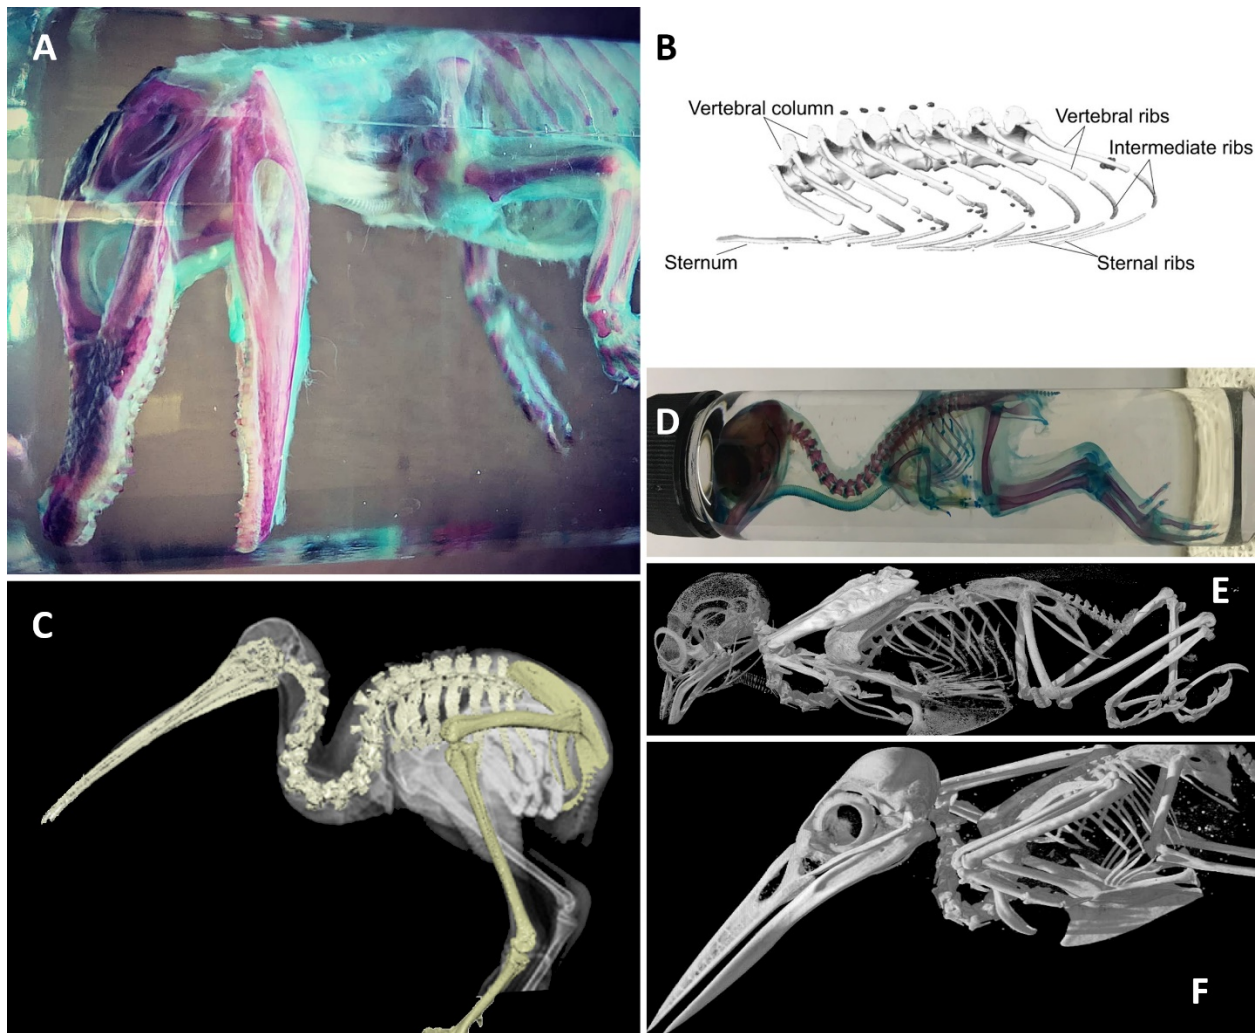 A
B
Vertebral column
Vertebral ribs
Intermediate ribs
Sternum
Sternal ribs
D
C
E
F